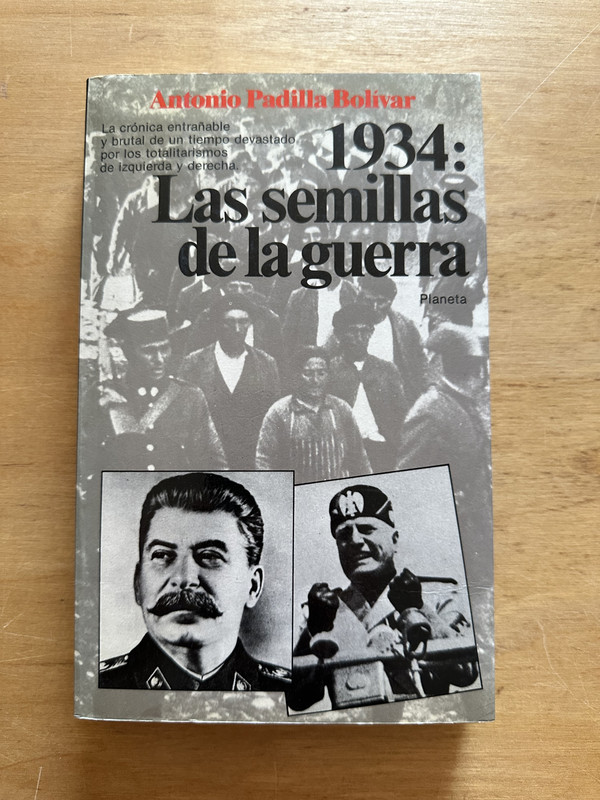 Antonio Padilla Bolívar
La crónica entrañable
y brutal de un tiempo devastado
por los totalitarismos
de izquierda y derecha.
1934:
Las semillas
de la guerra
Planeta